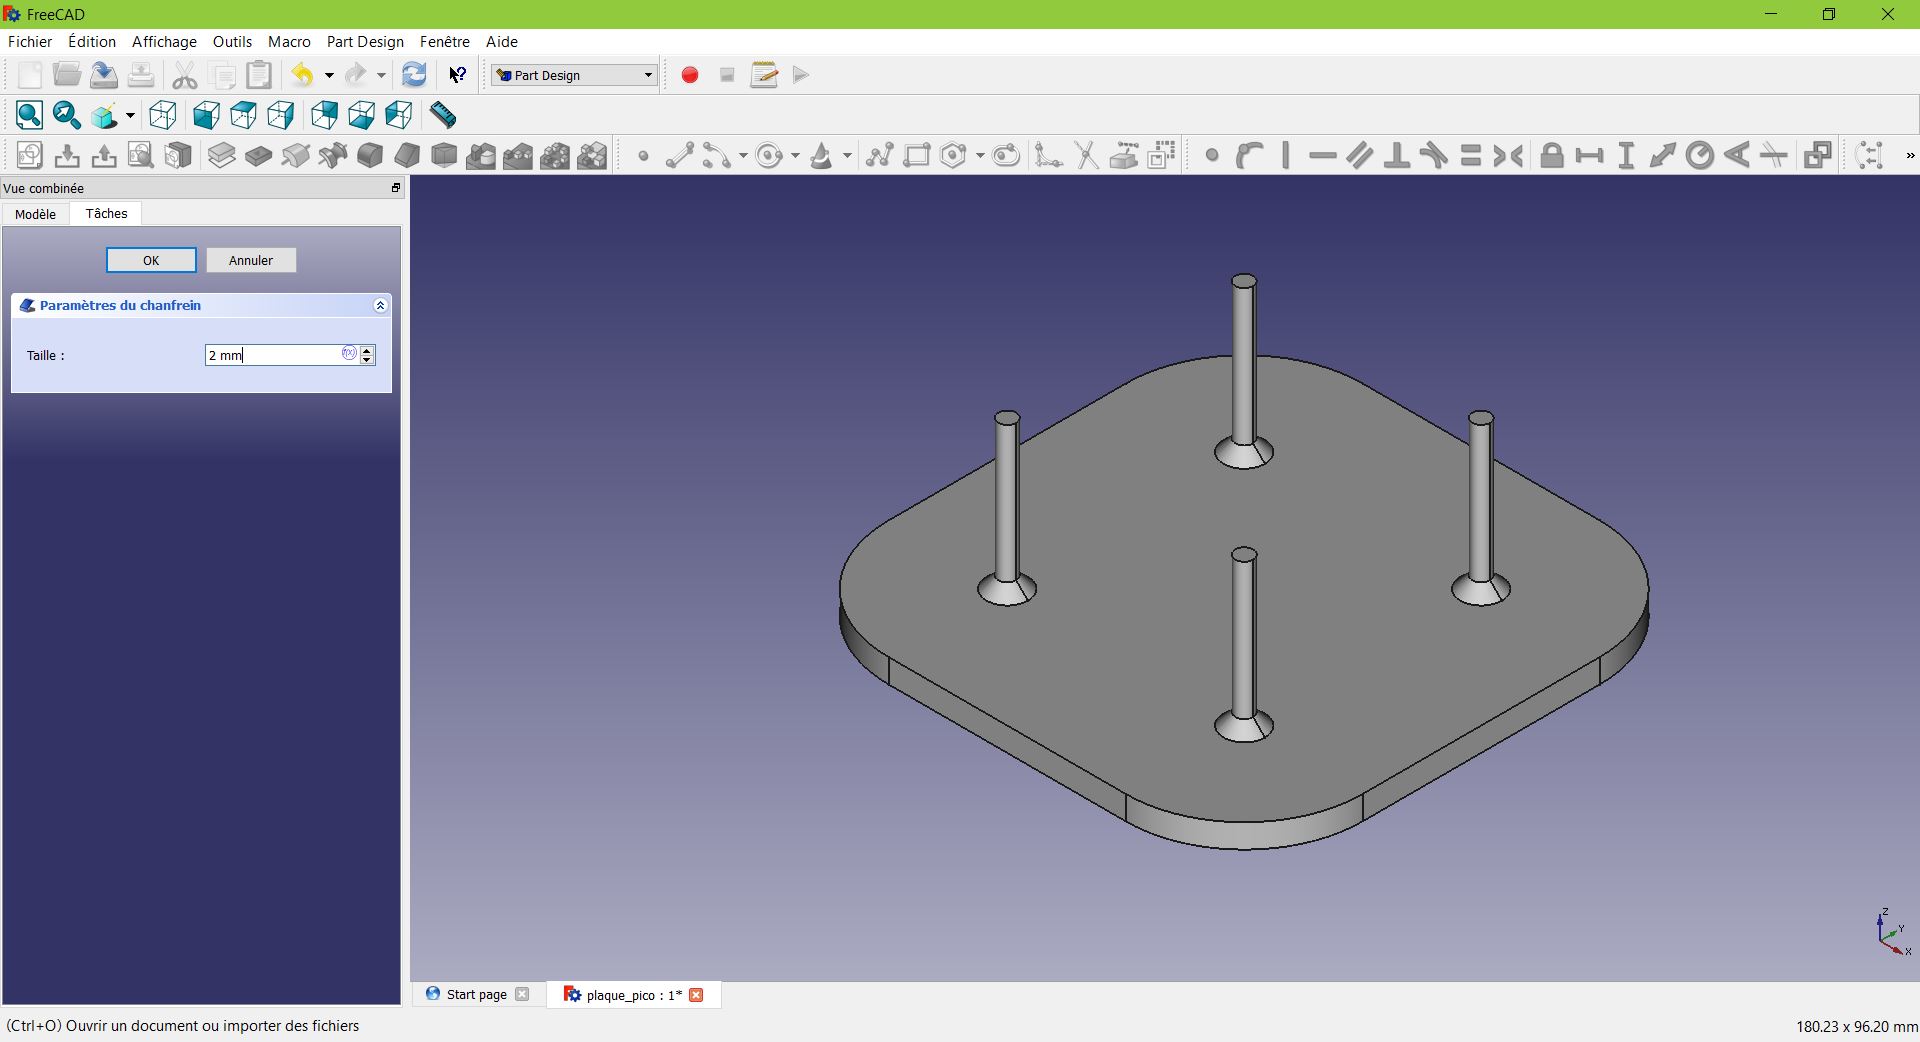 FreeCAD
Fichier Édition Affichage Outils Macro Part Design Fenêtre Aide
Part Design
Vue combinée
Modèle Tâches
OK Annuler
Paramètres du chanfrein
Taille : 2 mm f(x)
Z
Y
X
Start page plaque_pico : 1*
(Ctrl+O) Ouvrir un document ou importer des fichiers 180.23 x 96.20 mm